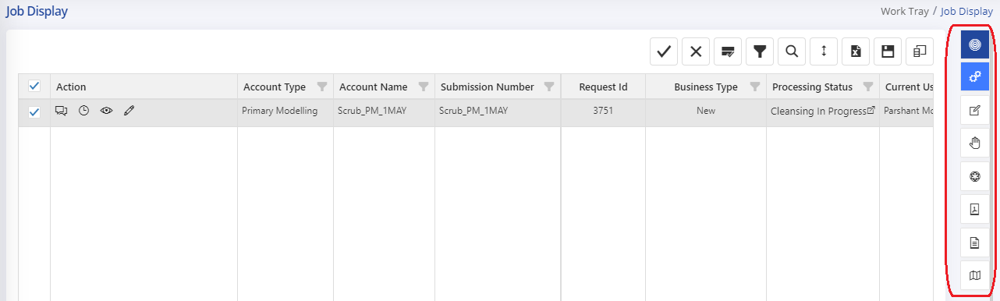 Job Display
Work Tray / Job Display
Action Account Type Account Name Submission Number Request Id Business Type Processing Status Current Us
Primary Modelling Scrub_PM_1MAY Scrub_PM_1MAY 3751 New Cleansing In Progress Parshant Mo